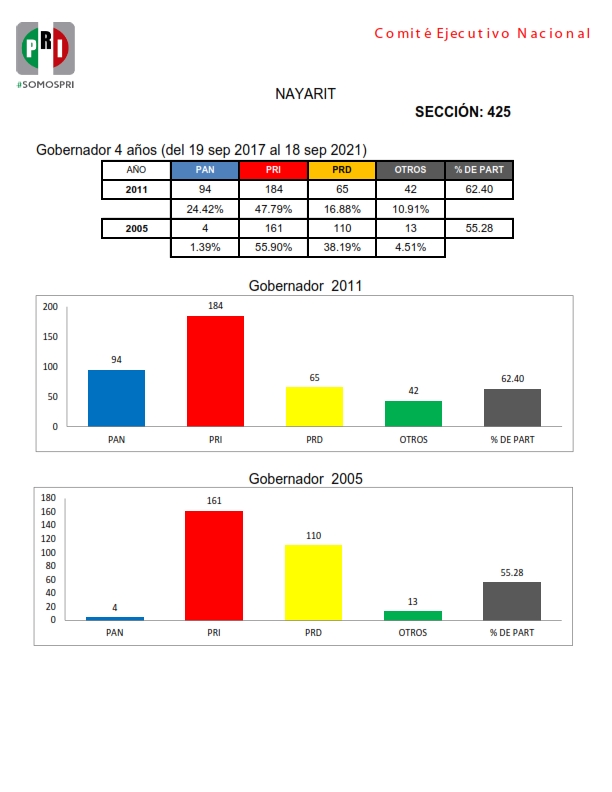 Comité Ejecutivo Nacional
PRI
#SOMOSPRI
NAYARIT
SECCIÓN: 425
Gobernador 4 años (del 19 sep 2017 al 18 sep 2021)
AÑO PAN PRI PRD OTROS % DE PART
2011 94 184 65 42 62.40
24.42% 47.79% 16.88% 10.91%
2005 4 161 110 13 55.28
1.39% 55.90% 38.19% 4.51%
Gobernador 2011
200
150
100
50
0
94 184 65 42 62.40
PAN PRI PRD OTROS % DE PART
Gobernador 2005
180
160
140
120
100
80
60
40
20
0
4 161 110 13 55.28
PAN PRI PRD OTROS % DE PART